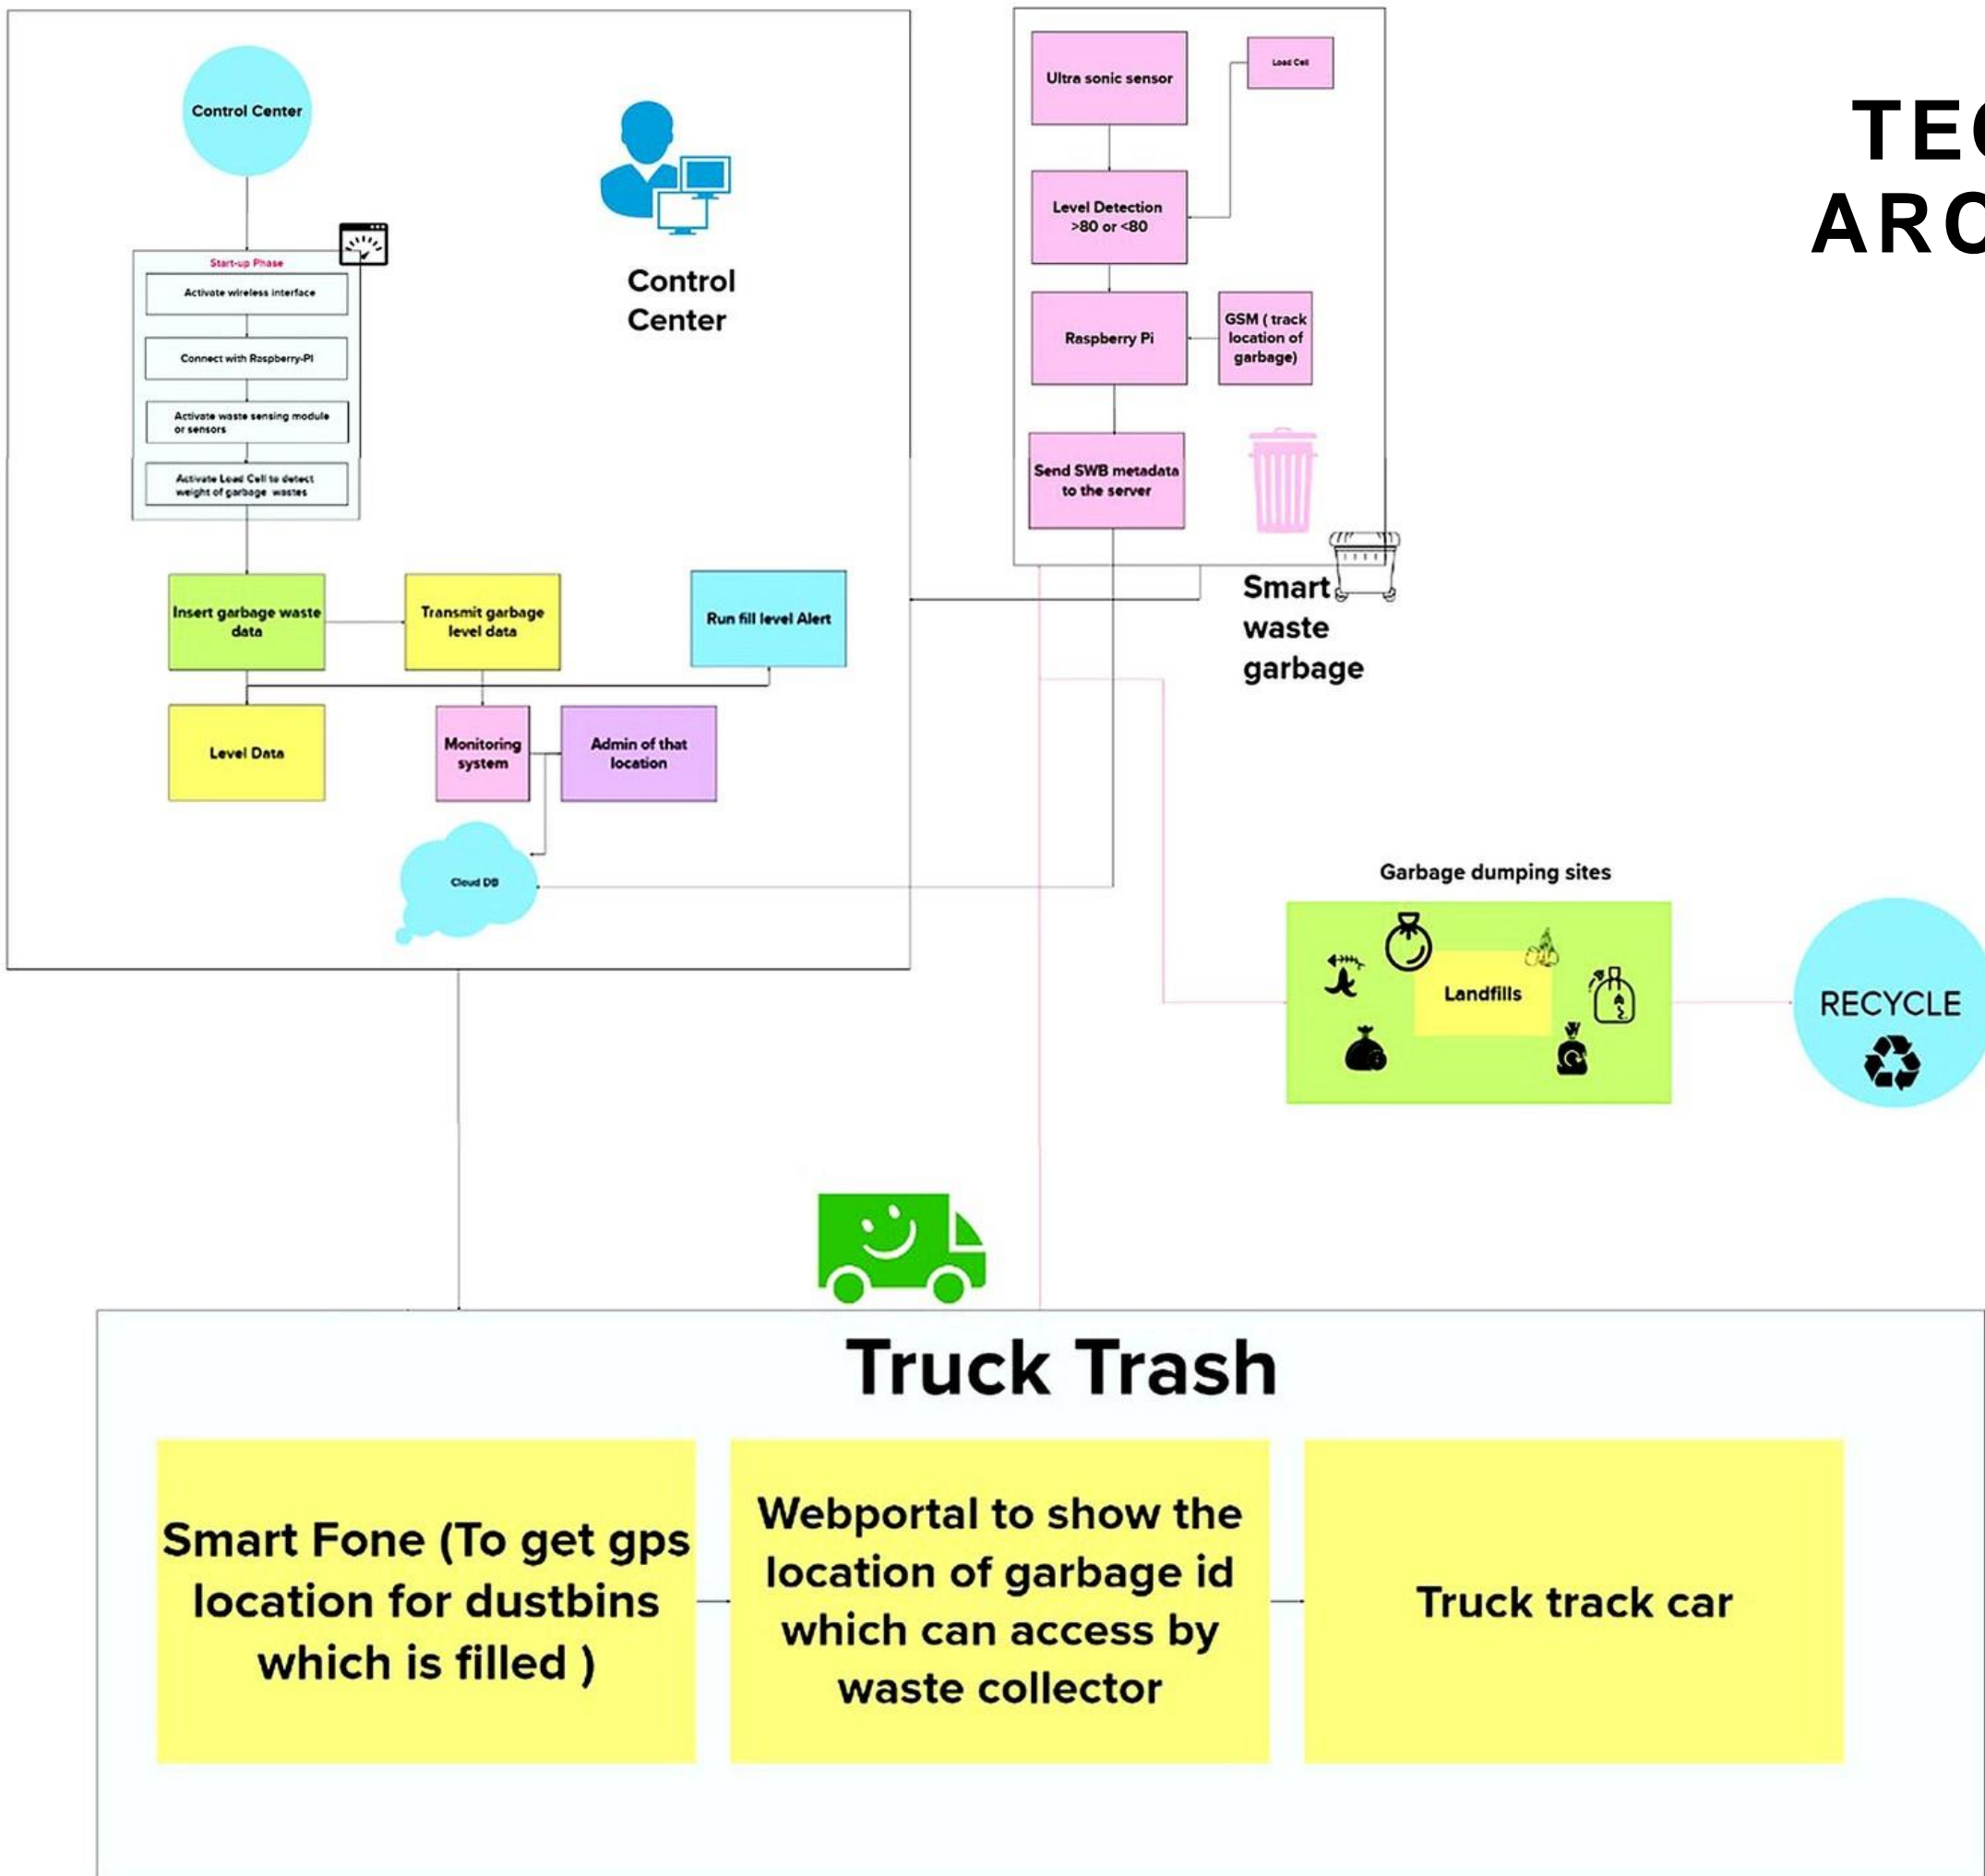 Control Center
Start-up Phase
Activate wireless interface
Connect with Raspberry-PI
Activate waste sensing module
or sensors
Activate Load Cell to detect
weight of garbage wastes
Control
Center
Insert garbage waste
data
Transmit garbage
level data
Run fill level Alert
Level Data
Monitoring
system
Admin of that
location
Cloud DB
Ultra sonic sensor
Load Cell
Level Detection
>80 or <80
Raspberry Pi
GSM ( track
location of
garbage)
Send SWB metadata
to the server
Smart
waste
garbage
TEC
ARC
Garbage dumping sites
Landfills
RECYCLE
Truck Trash
Smart Fone (To get gps
location for dustbins
which is filled )
Webportal to show the
location of garbage id
which can access by
waste collector
Truck track car